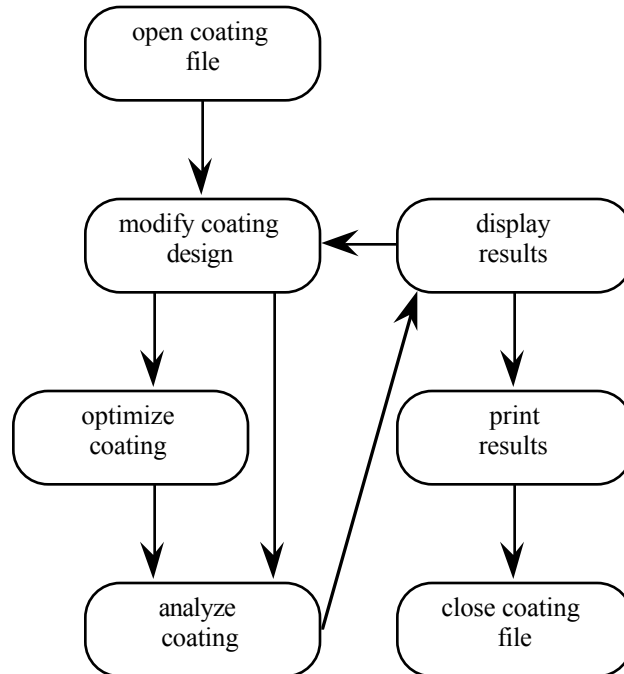 open coating
file
modify coating
design
display
results
optimize
coating
print
results
analyze
coating
close coating
file